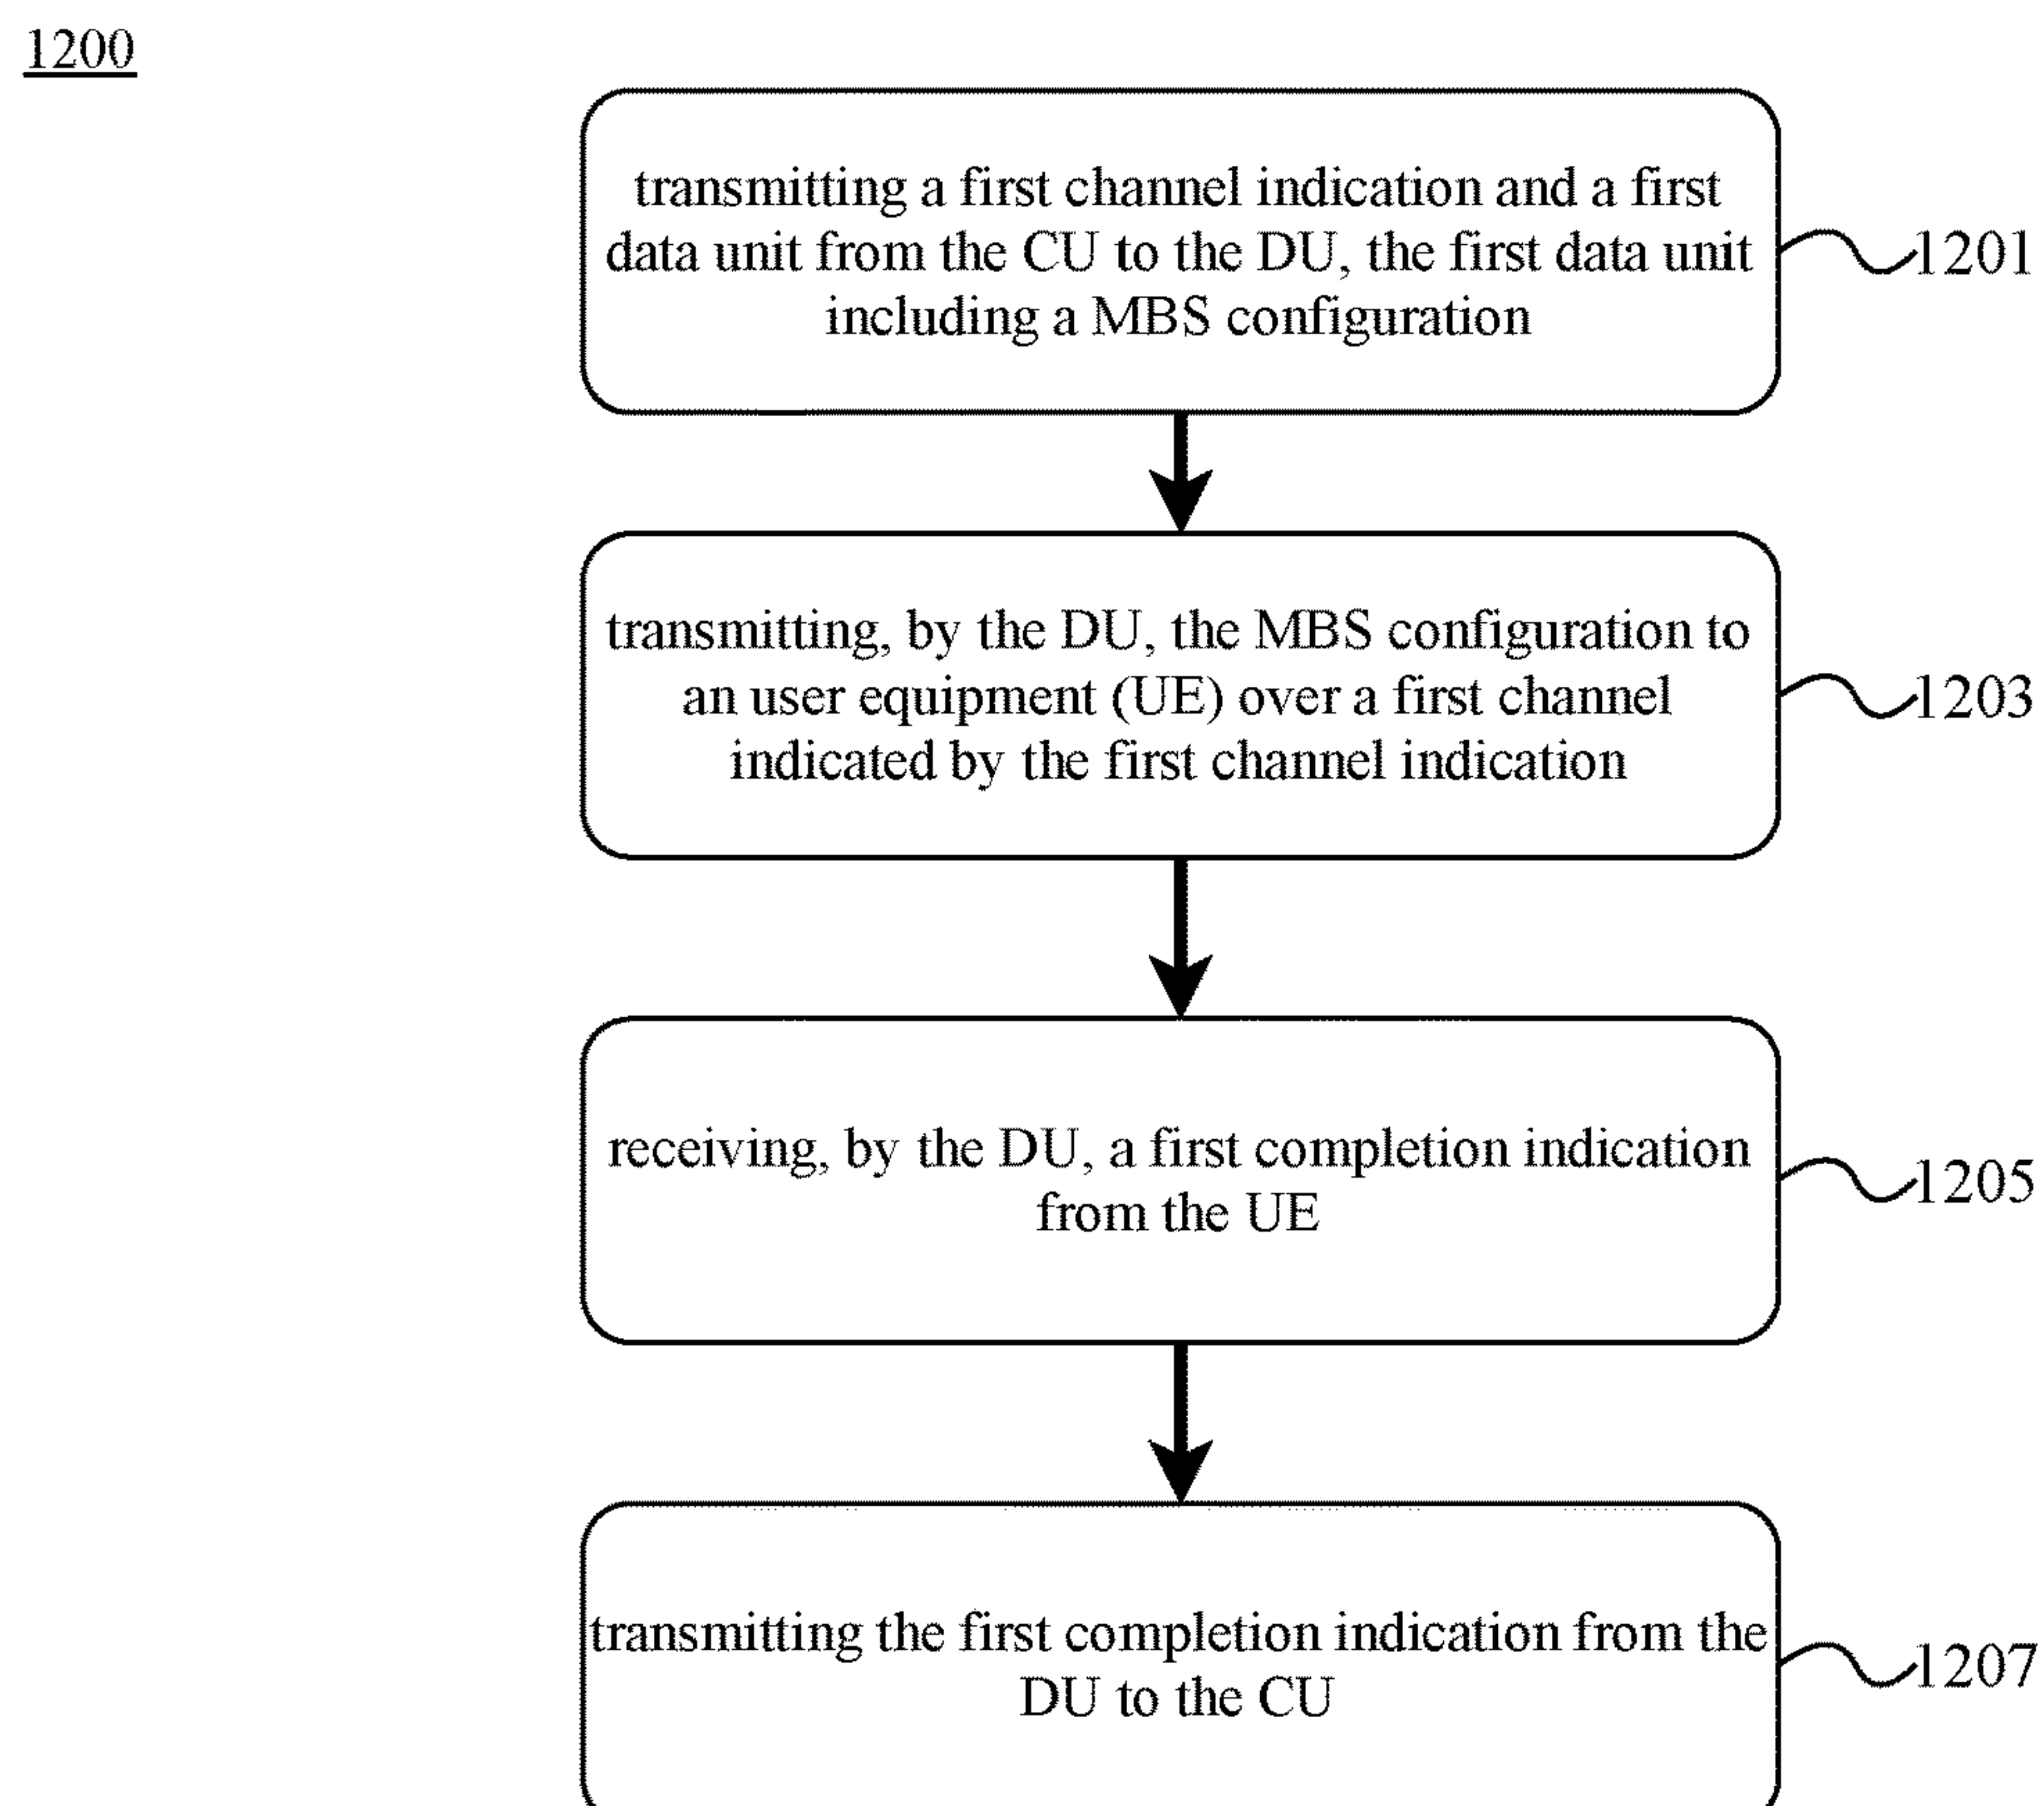 1200
transmitting a first channel indication and a first
data unit from the CU to the DU, the first data unit
including a MBS configuration
1201
transmitting, by the DU, the MBS configuration to
an user equipment (UE) over a first channel
indicated by the first channel indication
1203
receiving, by the DU, a first completion indication
from the UE
1205
transmitting the first completion indication from the
DU to the CU
1207